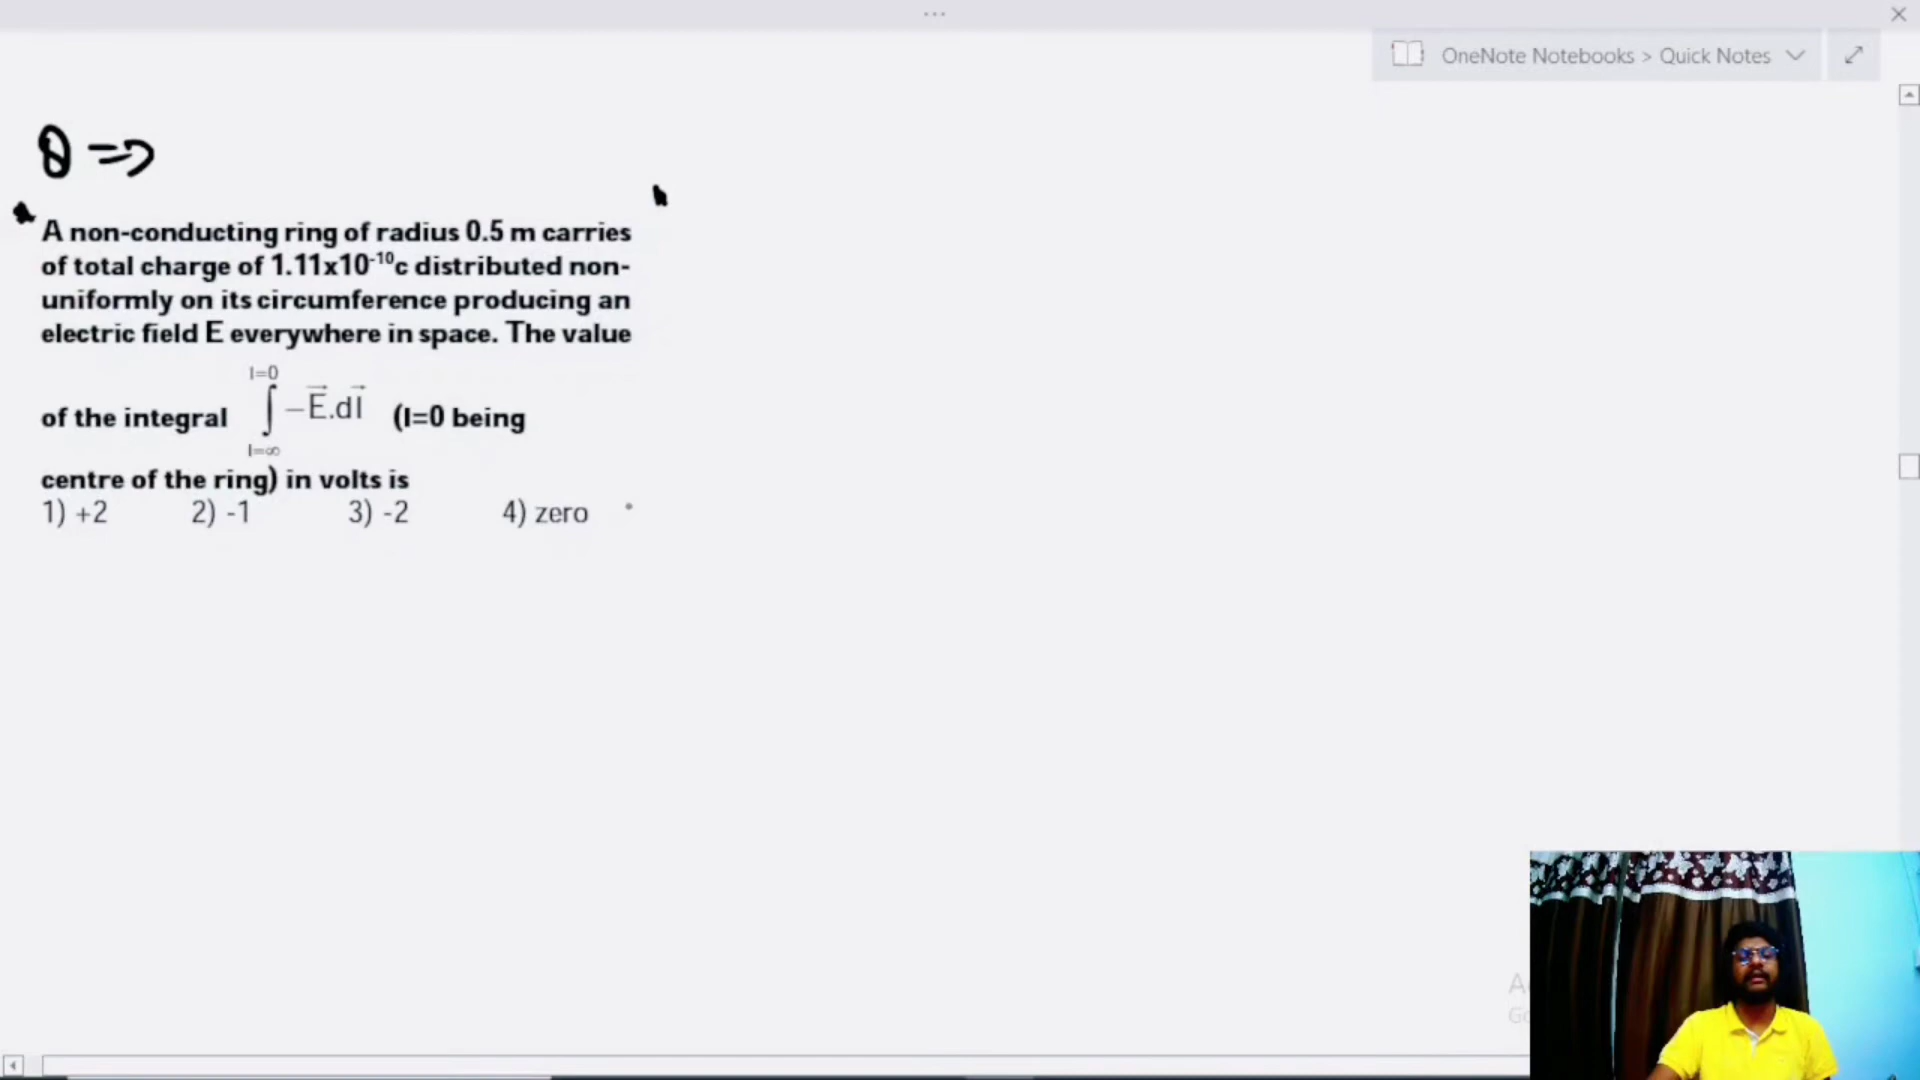 ...
OneNote Notebooks > Quick Notes
Q ⇒
A non-conducting ring of radius 0.5 m carries
of total charge of 1.11x10⁻¹⁰c distributed non-
uniformly on its circumference producing an
electric field E everywhere in space. The value
of the integral ∫ₗ₌∞ˡ⁼⁰ −E⃗.dl⃗ (l=0 being
centre of the ring) in volts is
1) +2 2) -1 3) -2 4) zero